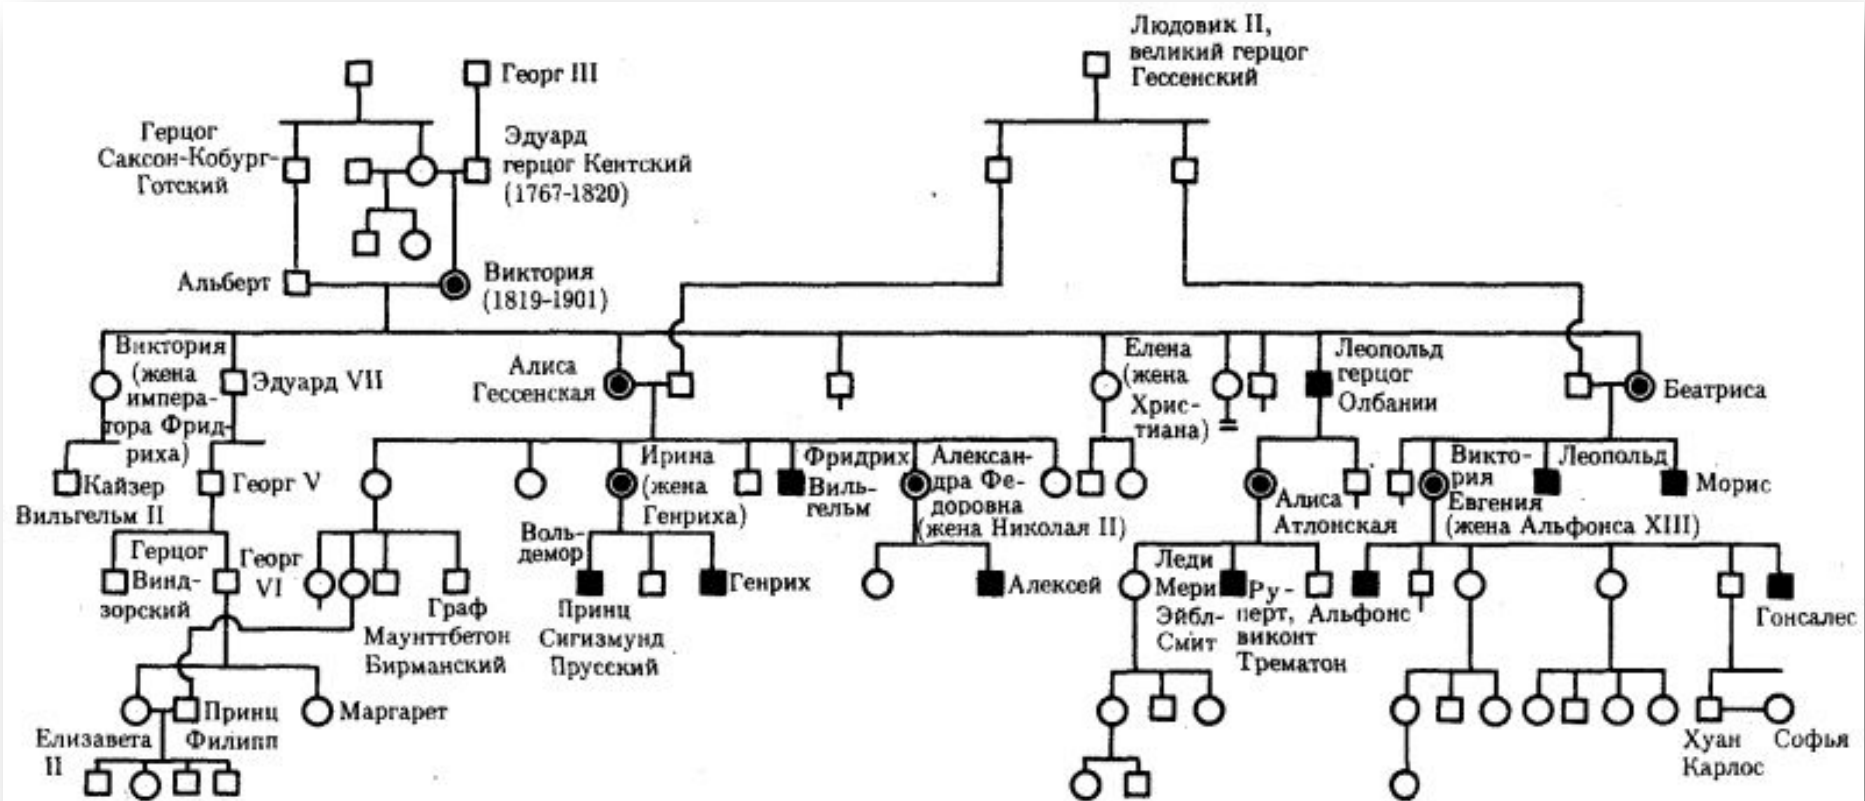 Людовик II,
великий герцог
Гессенский
Георг III
Герцог
Саксон-Кобург-
Готский
Эдуард
герцог Кентский
(1767-1820)
Альберт
Виктория
(1819-1901)
Виктория
(жена
импера-
тора Фрид-
риха)
Эдуард VII
Алиса
Гессенская
Елена
(жена
Хрис-
тиана)
Леопольд
герцог
Олбании
Беатриса
Кайзер
Вильгельм II
Георг V
Ирина
(жена
Генриха)
Фридрих
Виль-
гельм
Алексан-
дра Фе-
доровна
(жена Николая II)
Алиса
Атлонская
Викто-
рия
Евгения
(жена Альфонса XIII)
Леопольд
Морис
Герцог
Винд-
зорский
Георг
VI
Граф
Маунттбетон
Бирманский
Воль-
демор
Принц
Сигизмунд
Прусский
Генрих
Алексей
Леди
Мери
Эйбл-
Смит
Ру-
перт,
виконт
Трематон
Альфонс
Гонсалес
Елизавета
II
Принц
Филипп
Маргарет
Хуан
Карлос
Софья